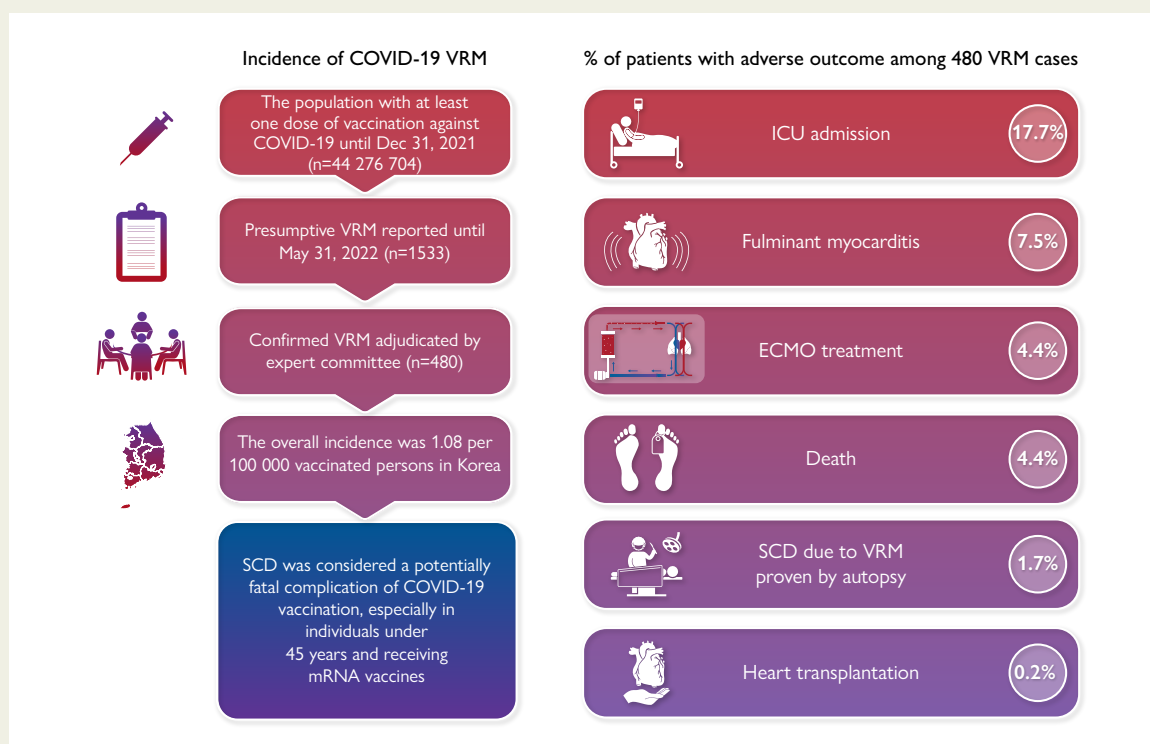 Incidence of COVID-19 VRM
The population with at least
one dose of vaccination against
COVID-19 until Dec 31, 2021
(n=44 276 704)
Presumptive VRM reported until
May 31, 2022 (n=1533)
Confirmed VRM adjudicated by
expert committee (n=480)
The overall incidence was 1.08 per
100 000 vaccinated persons in Korea
SCD was considered a potentially
fatal complication of COVID-19
vaccination, especially in
individuals under
45 years and receiving
mRNA vaccines
% of patients with adverse outcome among 480 VRM cases
ICU admission
17.7%
Fulminant myocarditis
7.5%
ECMO treatment
4.4%
Death
4.4%
SCD due to VRM
proven by autopsy
1.7%
Heart transplantation
0.2%